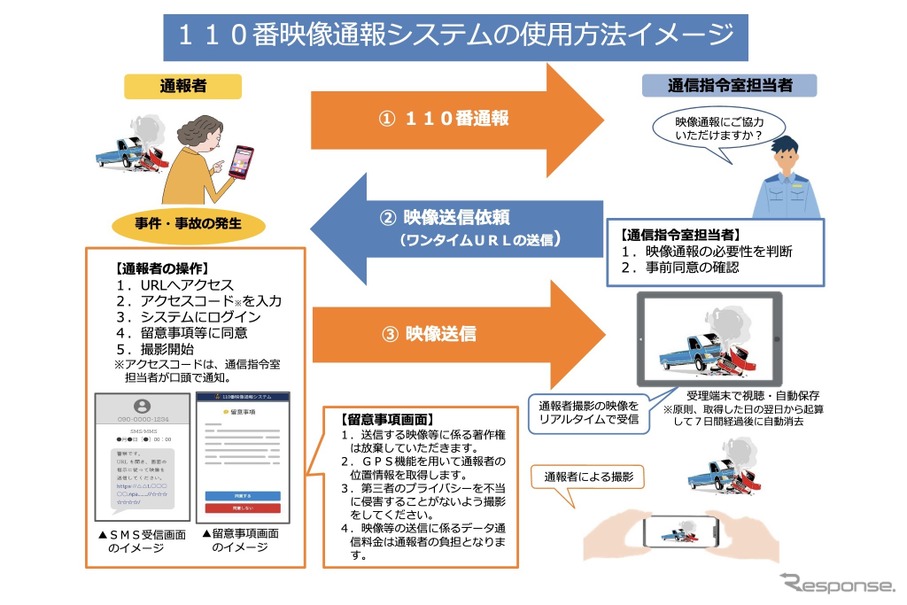 １１０番映像通報システムの使用方法イメージ
通報者
通信指令室担当者
① １１０番通報
映像通報にご協力
いただけますか？
② 映像送信依頼
（ワンタイムＵＲＬの送信）
事件・事故の発生
【通信指令室担当者】
１．映像通報の必要性を判断
２．事前同意の確認
【通報者の操作】
１．URLへアクセス
２．アクセスコード※を入力
３．システムにログイン
４．留意事項等に同意
５．撮影開始
※アクセスコードは、通信指令室
担当者が口頭で通知。
③ 映像送信
090-0000-1234
SMS/MMS
●月●日（●）00：00
警察です。
URLを開き、画面の
指示に従って映像を
送信してください。
110番映像通報システム
留意事項
同意する
同意しない
▲ＳＭＳ受信画面
のイメージ
▲留意事項画面
のイメージ
【留意事項画面】
１．送信する映像等に係る著作権
は放棄していただきます。
２．ＧＰＳ機能を用いて通報者の
位置情報を取得します。
３．第三者のプライバシーを不当
に侵害することがないよう撮影
をしてください。
４．映像等の送信に係るデータ通
信料金は通報者の負担となりま
す。
通報者撮影の映像を
リアルタイムで受信
受理端末で視聴・自動保存
※原則、取得した日の翌日から起算
して７日間経過後に自動消去
通報者による撮影
Response.